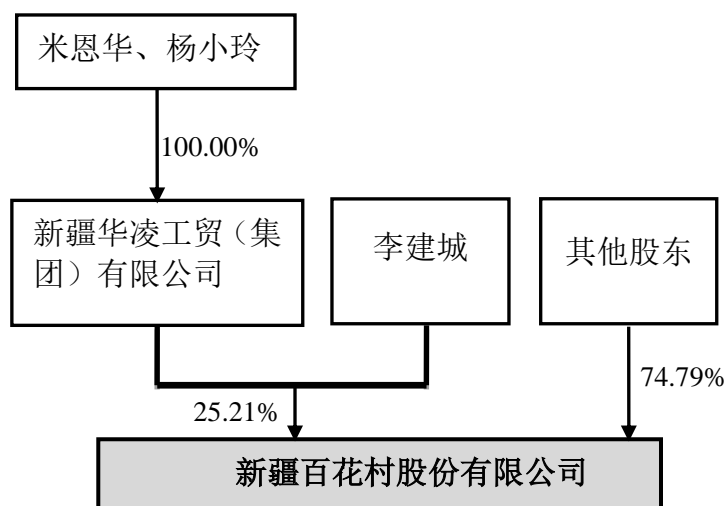 米恩华、杨小玲
100.00%
新疆华凌工贸（集
团）有限公司
李建城
其他股东
25.21%
74.79%
新疆百花村股份有限公司